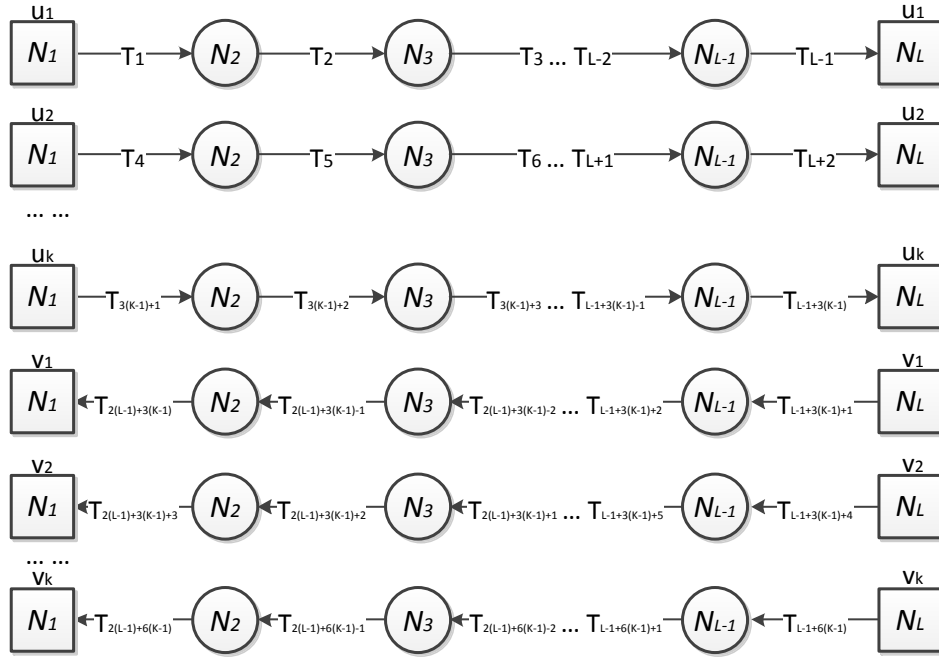 u1 u1
N1 T1 N2 T2 N3 T3 ... TL-2 NL-1 TL-1 NL
u2 u2
N1 T4 N2 T5 N3 T6 ... TL+1 NL-1 TL+2 NL
... ...
uk uk
N1 T3(K-1)+1 N2 T3(K-1)+2 N3 T3(K-1)+3 ... TL-1+3(K-1)-1 NL-1 TL-1+3(K-1) NL
v1 v1
N1 T2(L-1)+3(K-1) N2 T2(L-1)+3(K-1)-1 N3 T2(L-1)+3(K-1)-2 ... TL-1+3(K-1)+2 NL-1 TL-1+3(K-1)+1 NL
v2 v2
N1 T2(L-1)+3(K-1)+3 N2 T2(L-1)+3(K-1)+2 N3 T2(L-1)+3(K-1)+1 ... TL-1+3(K-1)+5 NL-1 TL-1+3(K-1)+4 NL
... ...
vk vk
N1 T2(L-1)+6(K-1) N2 T2(L-1)+6(K-1)-1 N3 T2(L-1)+6(K-1)-2 ... TL-1+6(K-1)+1 NL-1 TL-1+6(K-1) NL